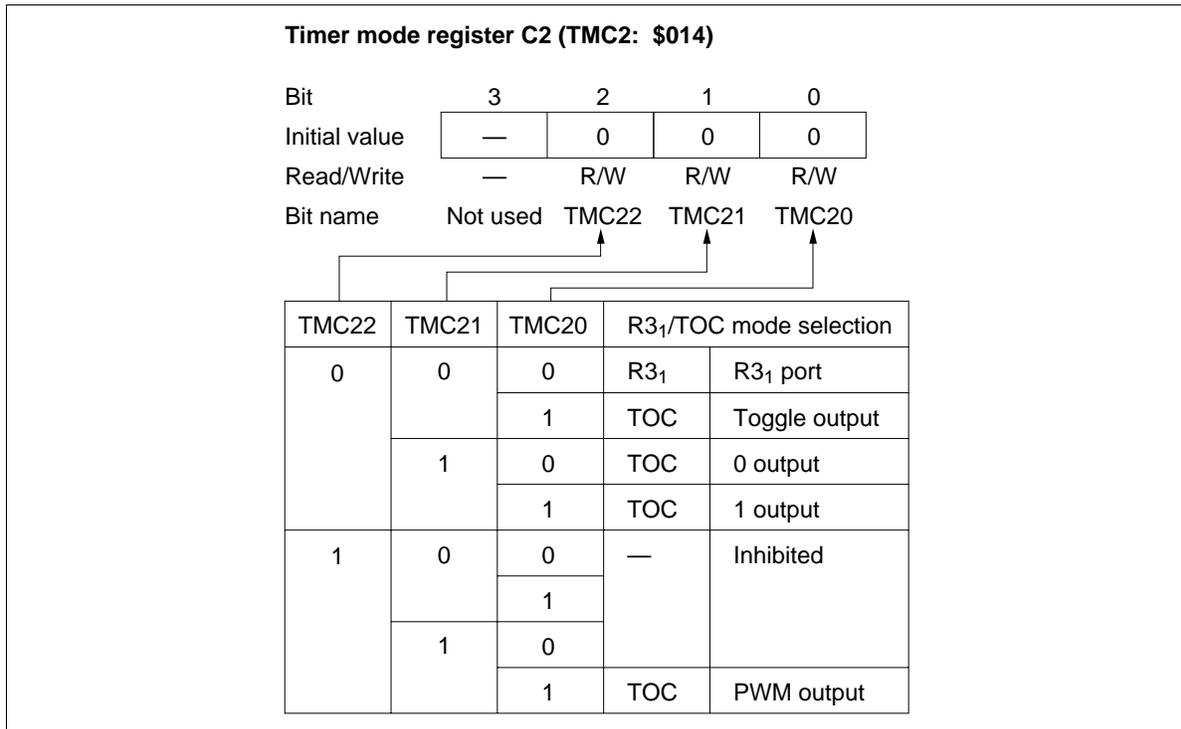 Timer mode register C2 (TMC2: $014)
Bit 3 2 1 0
Initial value — 0 0 0
Read/Write — R/W R/W R/W
Bit name Not used TMC22 TMC21 TMC20
TMC22 TMC21 TMC20 R3₁/TOC mode selection
0 0 0 R3₁ R3₁ port
1 TOC Toggle output
1 0 TOC 0 output
1 TOC 1 output
1 0 0 — Inhibited
1
1 0
1 TOC PWM output